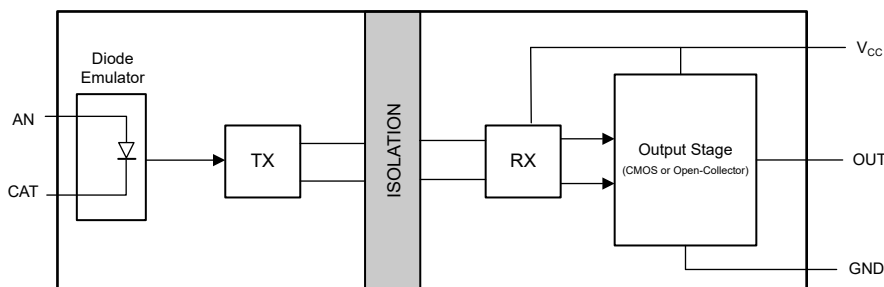 Diode
Emulator
AN
CAT
TX
ISOLATION
RX
Output Stage
(CMOS or Open-Collector)
VCC
OUT
GND